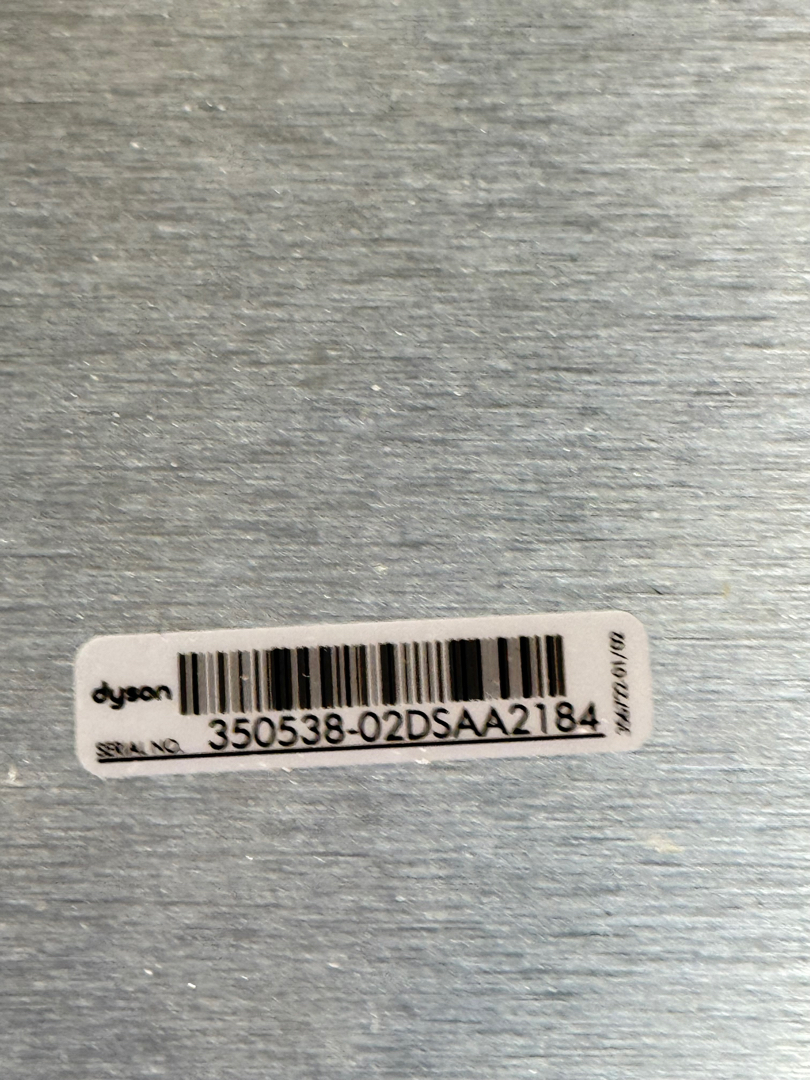 dyson
SERIAL NO. 350538-02DSAA2184